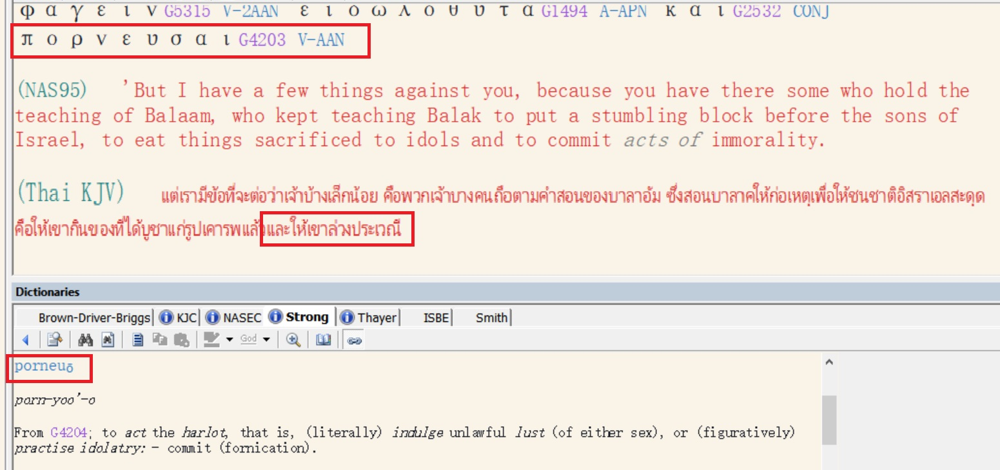 φ α γ ε ι ν G5315 V-2AAN ε ι δ ω λ ο θ υ τ α G1494 A-APN κ α ι G2532 CONJ
π ο ρ ν ε υ σ α ι G4203 V-AAN
(NAS95) 'But I have a few things against you, because you have there some who hold the
teaching of Balaam, who kept teaching Balak to put a stumbling block before the sons of
Israel, to eat things sacrificed to idols and to commit acts of immorality.
(Thai KJV) แต่เรามีข้อที่จะต่อว่าเจ้าบ้างเล็กน้อย คือพวกเจ้าบางคนถือตามคำสอนของบาลาอัม ซึ่งสอนบาลาคให้ก่อเหตุเพื่อให้ชนชาติอิสราเอลสะดุด
คือให้เขากินของที่ได้บูชาแก่รูปเคารพแล้วและให้เขาล่วงประเวณี
Dictionaries
Brown-Driver-Briggs KJC NASEC Strong Thayer ISBE Smith
God
porneuō
porn-yoo'-o
From G4204; to act the harlot, that is, (literally) indulge unlawful lust (of either sex), or (figuratively)
practise idolatry: - commit (fornication).